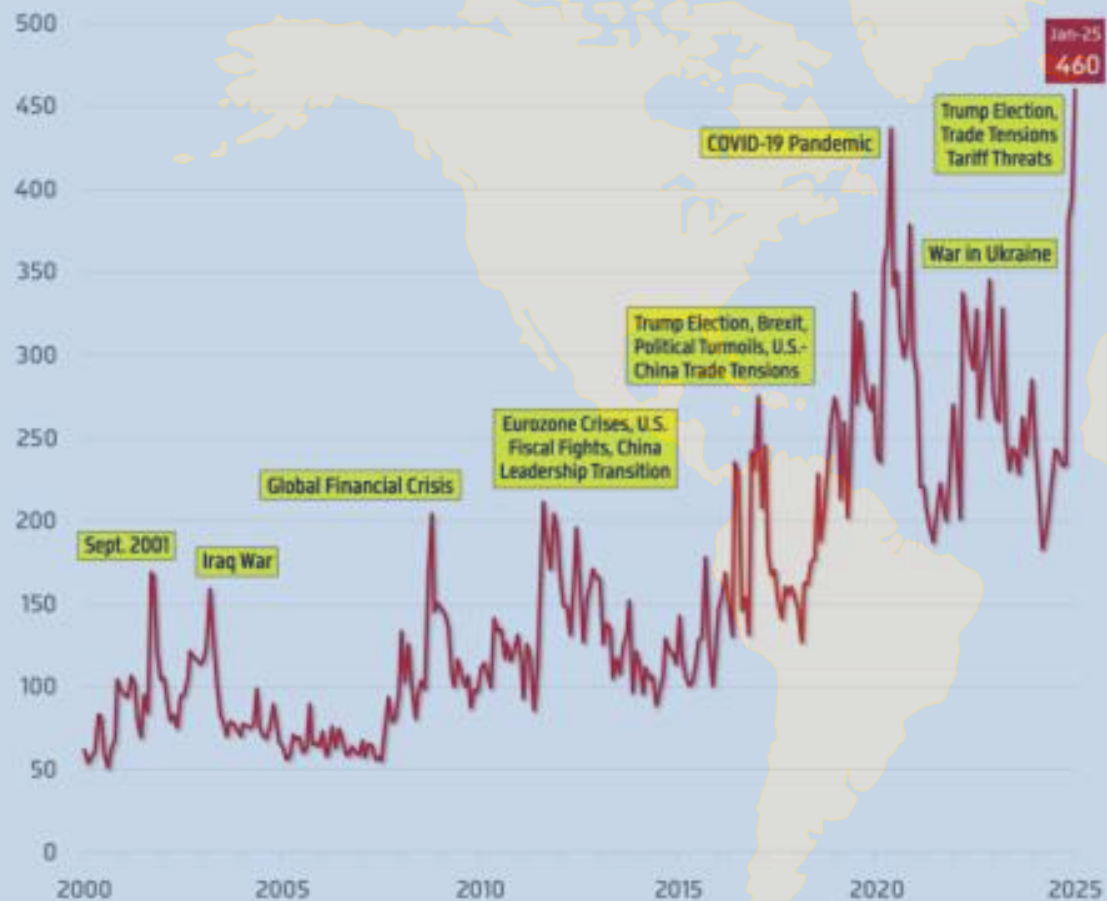 500
450
400
350
300
250
200
150
100
50
0
2000
2005
2010
2015
2020
2025
Sept. 2001
Iraq War
Global Financial Crisis
Eurozone Crises, U.S.
Fiscal Fights, China
Leadership Transition
Trump Election, Brexit,
Political Turmoils, U.S.-
China Trade Tensions
COVID-19 Pandemic
War in Ukraine
Trump Election,
Trade Tensions
Tariff Threats
Jan-25
460